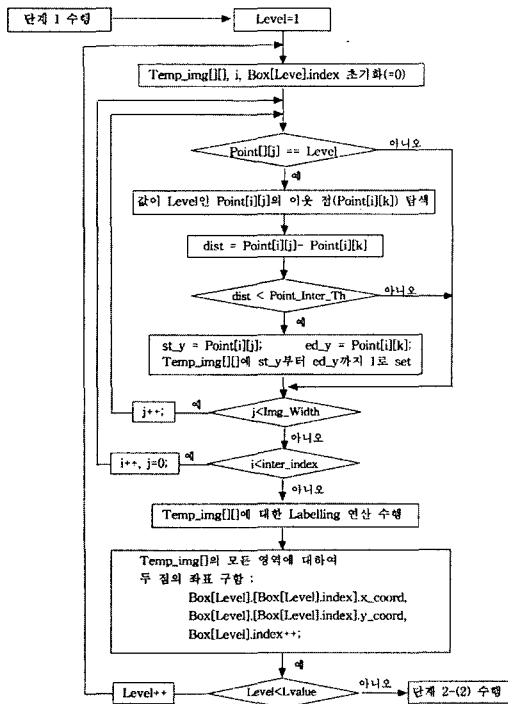 단계 1 수행
Level=1
Temp_img[][], i, Box[Level].index 초기화(=0)
Point[][j] == Level
아니오
예
값이 Level인 Point[i][j]의 이웃 점(Point[i][k]) 탐색
dist = Point[i][j]- Point[i][k]
dist < Point_Inter_Th
아니오
예
st_y = Point[i][j]; ed_y = Point[i][k];
Temp_img[][]에 st_y부터 ed_y까지 1로 set
j++;
예
j<Img_Width
아니오
i++, j=0;
예
i<inter_index
아니오
Temp_img[][]에 대한 Labelling 연산 수행
Temp_img[]의 모든 영역에 대하여
두 점의 좌표 구함 ;
Box[Level].[Box[Level].index].x_coord,
Box[Level].[Box[Level].index].y_coord,
Box[Level].index++;
예
Level++
Level<Lvalue
아니오
단계 2-(2) 수행